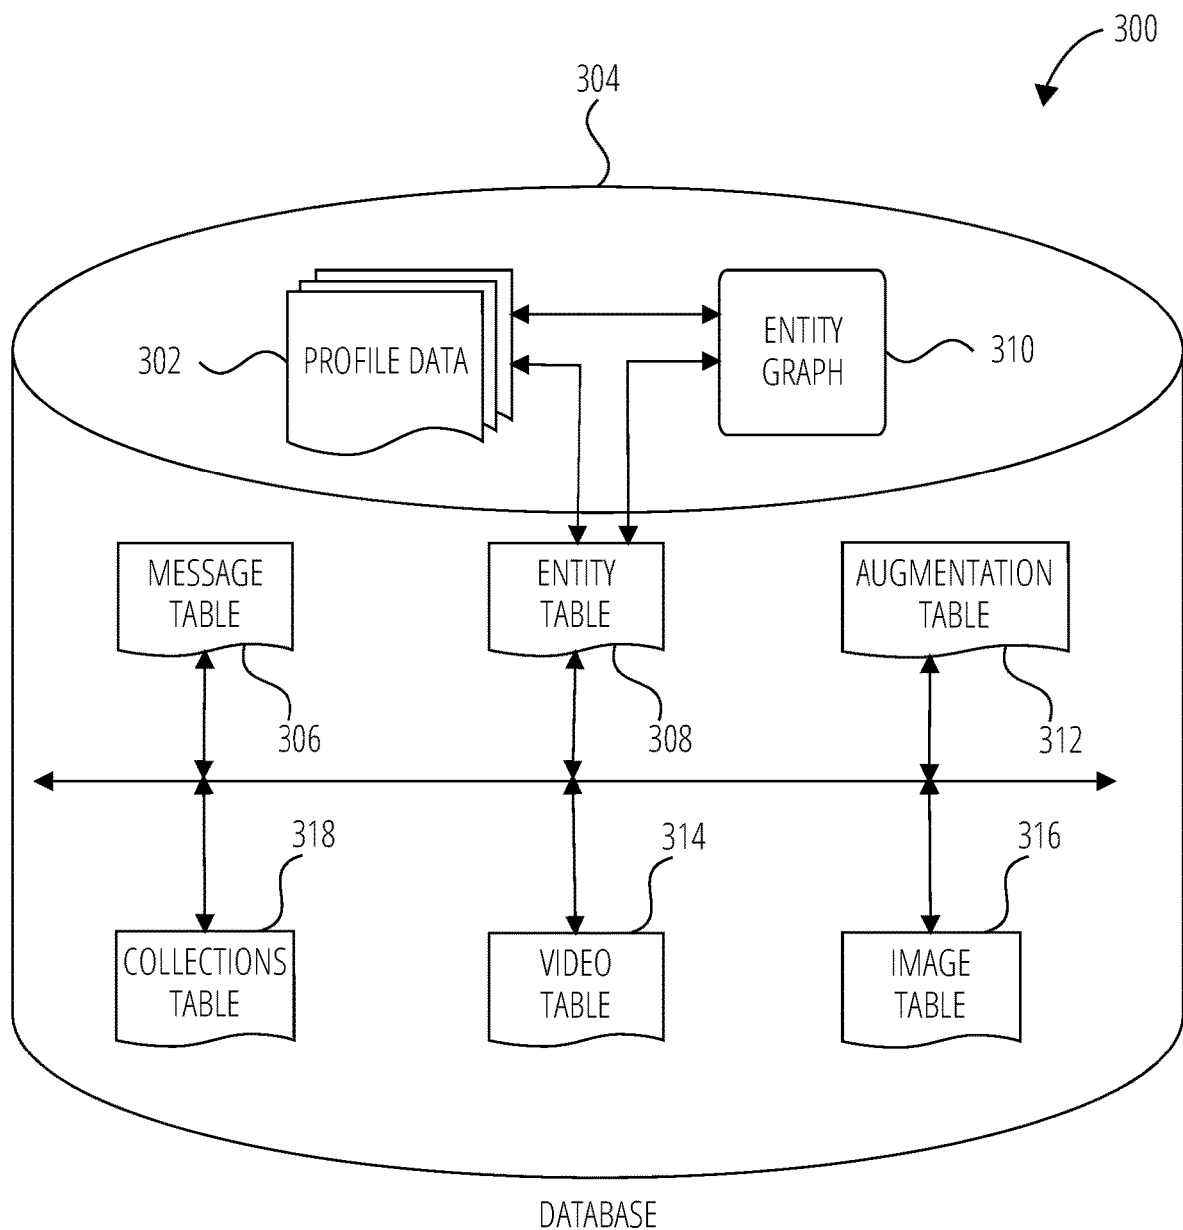 300
304
302
PROFILE DATA
ENTITY
GRAPH
310
MESSAGE
TABLE
ENTITY
TABLE
AUGMENTATION
TABLE
306
308
312
318
314
316
COLLECTIONS
TABLE
VIDEO
TABLE
IMAGE
TABLE
DATABASE